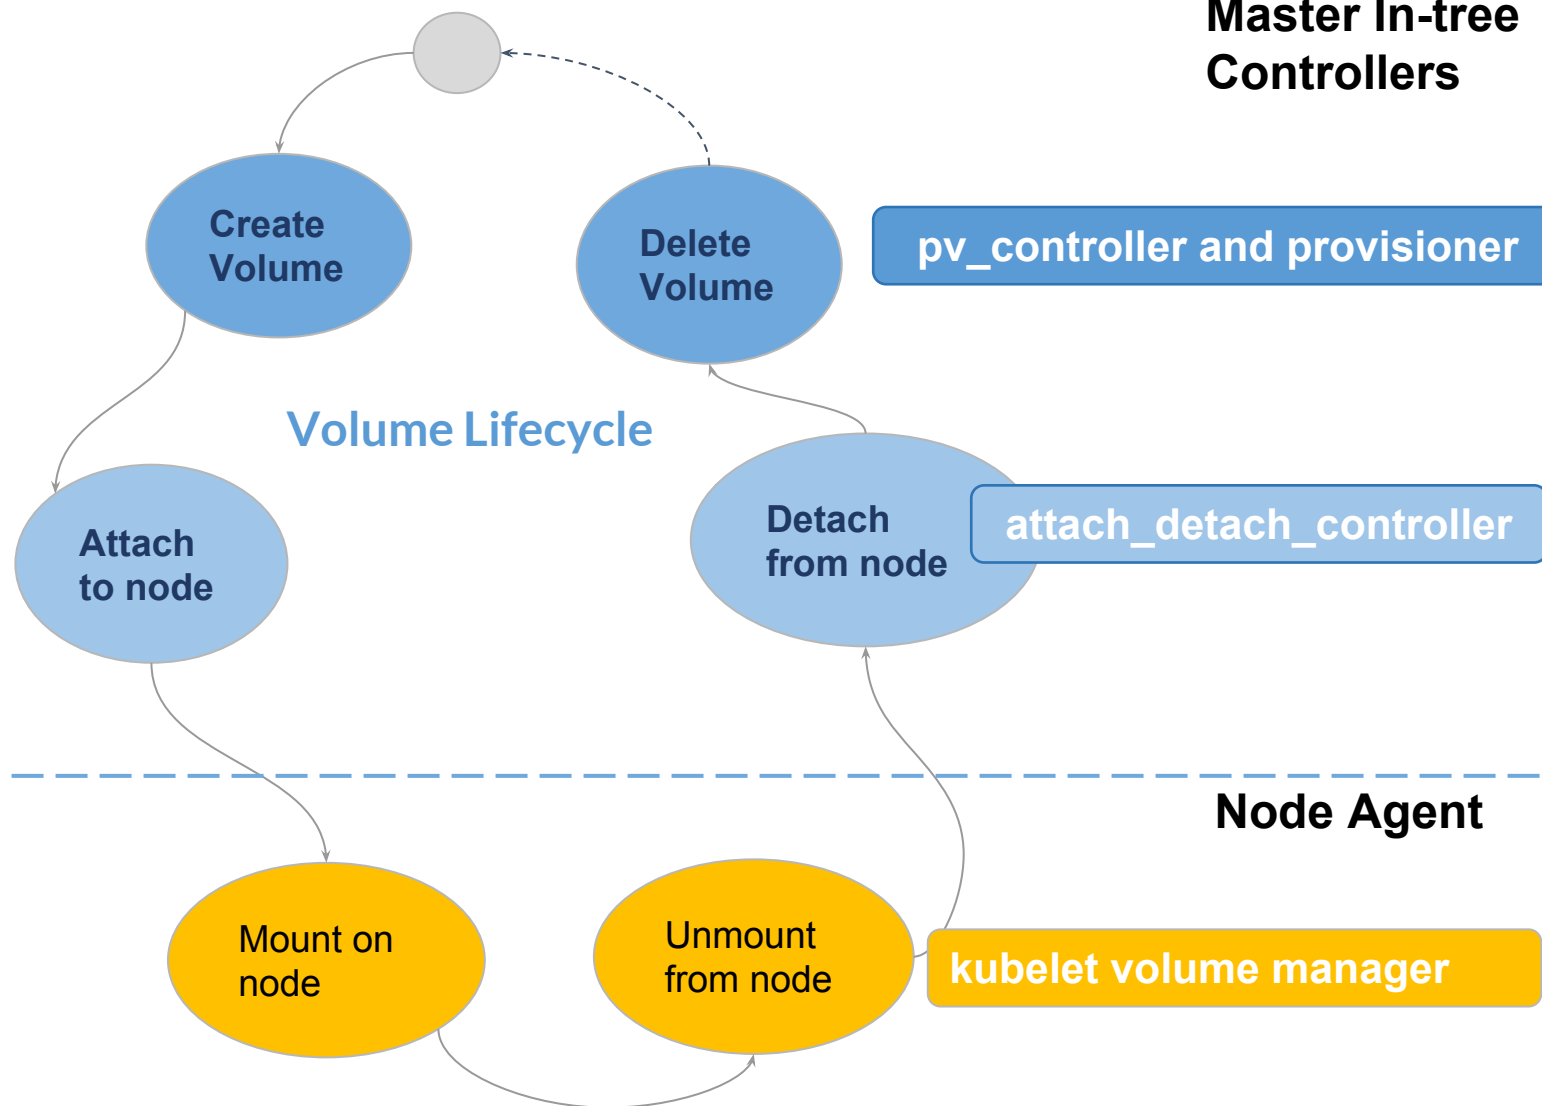 Master In-tree
Controllers
Create
Volume
Delete
Volume
pv_controller and provisioner
Volume Lifecycle
Attach
to node
Detach
from node
attach_detach_controller
Node Agent
Mount on
node
Unmount
from node
kubelet volume manager